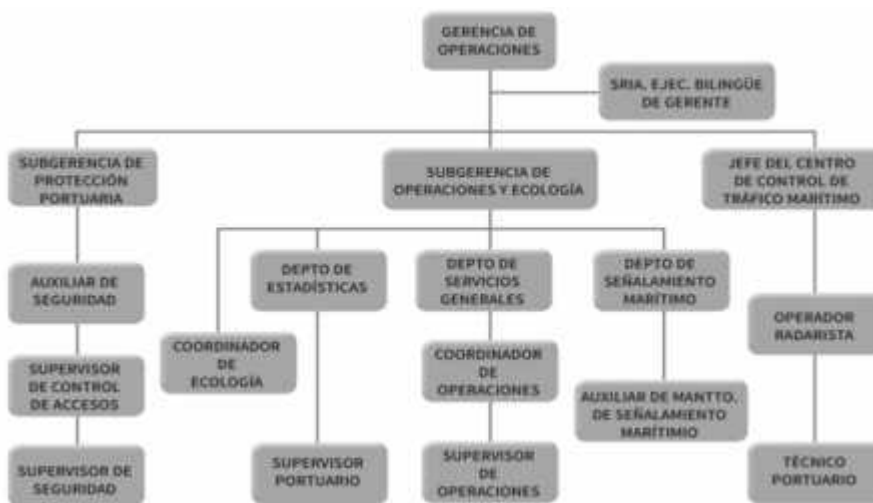 GERENCIA DE
OPERACIONES
SRIA. EJEC. BILINGÜE
DE GERENTE
SUBGERENCIA DE
PROTECCIÓN
PORTUARIA
SUBGERENCIA DE
OPERACIONES Y ECOLOGÍA
JEFE DEL CENTRO
DE CONTROL DE
TRÁFICO MARÍTIMO
AUXILIAR DE
SEGURIDAD
DEPTO DE
ESTADÍSTICAS
DEPTO DE
SERVICIOS
GENERALES
DEPTO DE
SEÑALAMIENTO
MARÍTIMO
OPERADOR
RADARISTA
COORDINADOR
DE
ECOLOGÍA
SUPERVISOR
DE CONTROL
DE ACCESOS
COORDINADOR
DE
OPERACIONES
AUXILIAR DE MANTTO.
DE SEÑALAMIENTO
MARÍTIMIO
SUPERVISOR DE
SEGURIDAD
SUPERVISOR
PORTUARIO
SUPERVISOR
DE
OPERACIONES
TÉCNICO
PORTUARIO